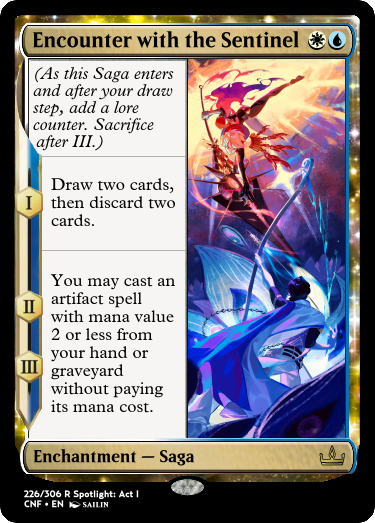 Encounter with the Sentinel
(As this Saga enters
and after your draw
step, add a lore
counter. Sacrifice
after III.)
I
Draw two cards,
then discard two
cards.
II
III
You may cast an
artifact spell
with mana value
2 or less from
your hand or
graveyard
without paying
its mana cost.
Enchantment — Saga
226/306 R Spotlight: Act I
CNF • EN SAILIN